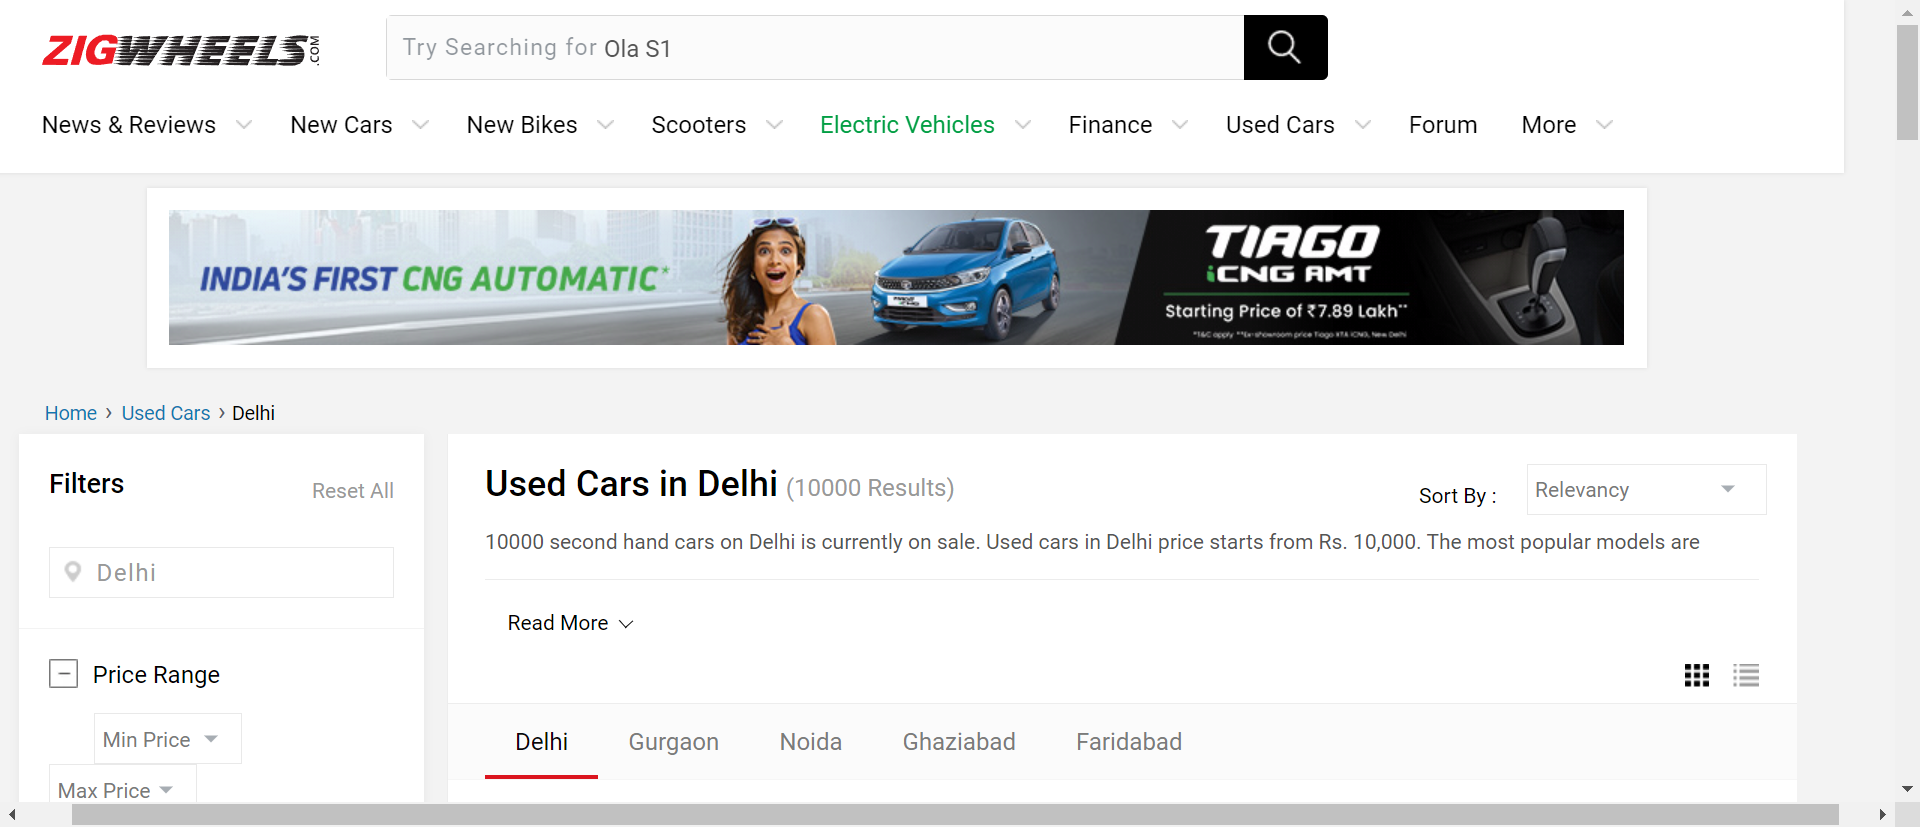 ZIGWHEELS.COM
Try Searching for Ola S1
News & Reviews
New Cars
New Bikes
Scooters
Electric Vehicles
Finance
Used Cars
Forum
More
INDIA'S FIRST CNG AUTOMATIC*
TIAGO
iCNG AMT
Starting Price of ₹7.89 Lakh**
*T&C apply **Ex-showroom price Tiago XTA iCNG, New Delhi
Home › Used Cars › Delhi
Filters
Reset All
Delhi
Price Range
Min Price
Max Price
Used Cars in Delhi (10000 Results)
Sort By :
Relevancy
10000 second hand cars on Delhi is currently on sale. Used cars in Delhi price starts from Rs. 10,000. The most popular models are
Read More
Delhi
Gurgaon
Noida
Ghaziabad
Faridabad